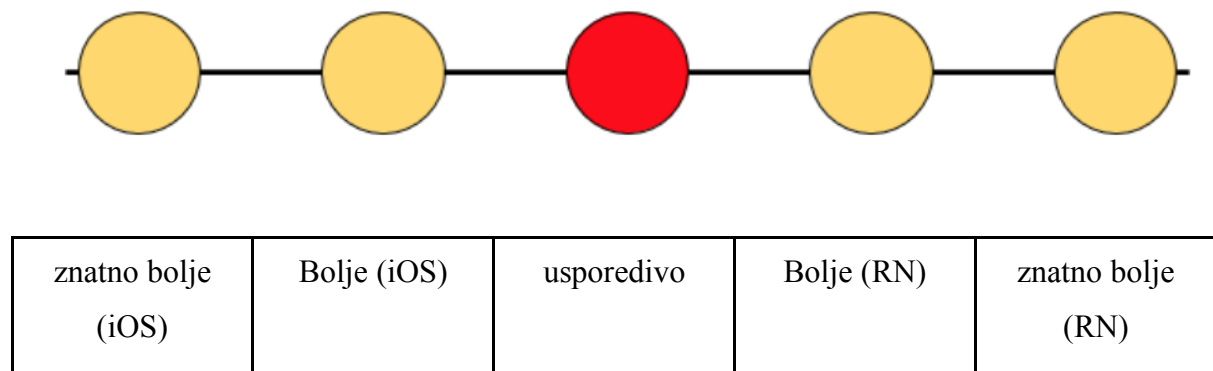 znatno bolje
(iOS)
Bolje (iOS)
usporedivo
Bolje (RN)
znatno bolje
(RN)